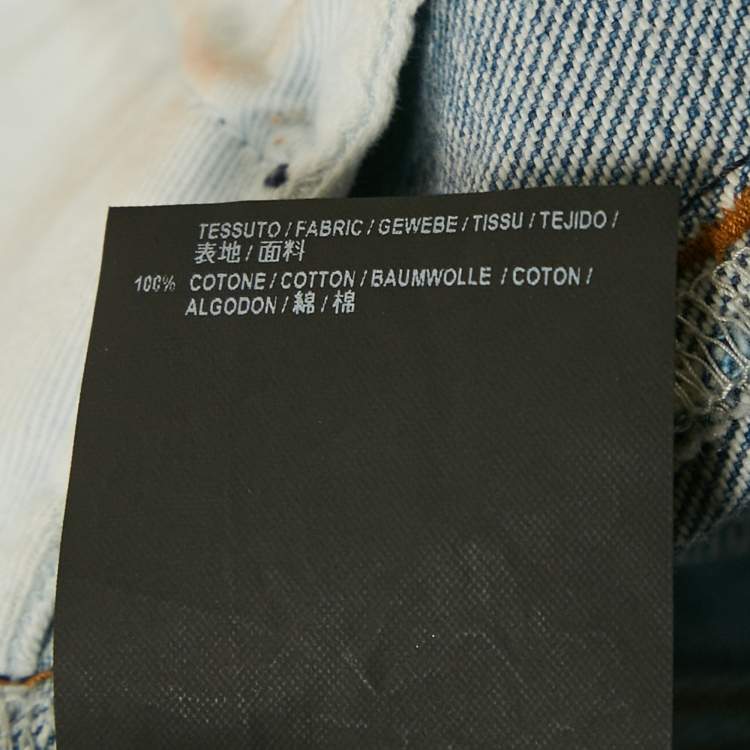 TESSUTO / FABRIC / GEWEBE / TISSU / TEJIDO /
表地 / 面料
100% COTONE / COTTON / BAUMWOLLE / COTON /
ALGODON / 綿 / 棉